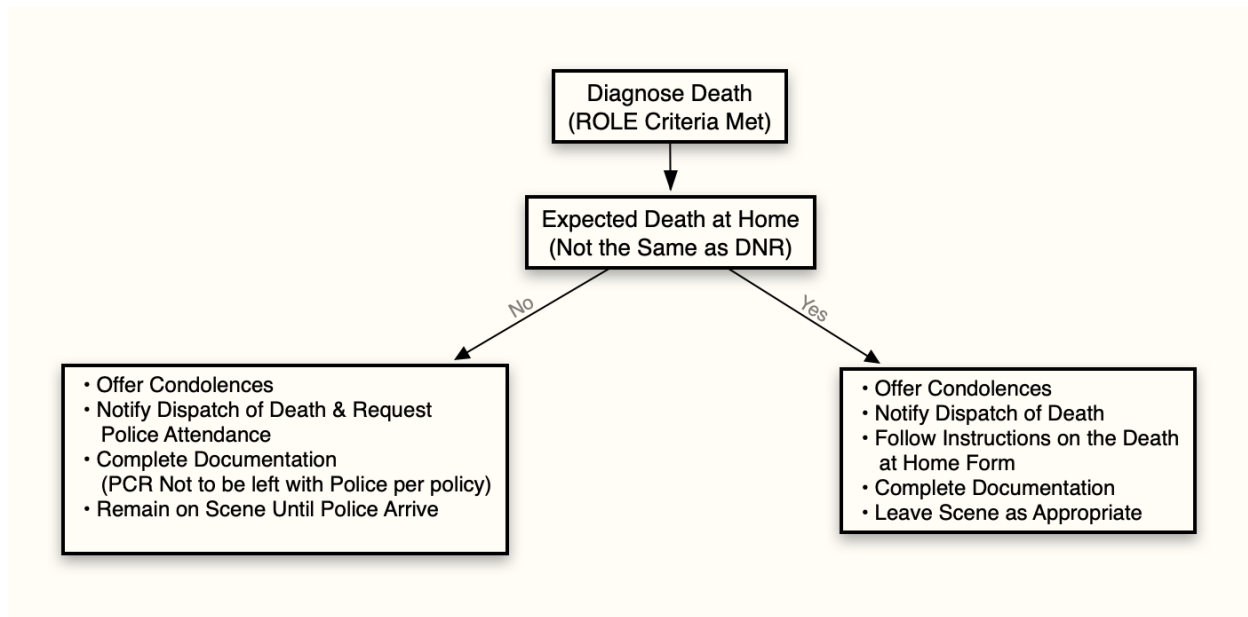 Diagnose Death
(ROLE Criteria Met)
Expected Death at Home
(Not the Same as DNR)
No
Yes
• Offer Condolences
• Notify Dispatch of Death & Request
Police Attendance
• Complete Documentation
(PCR Not to be left with Police per policy)
• Remain on Scene Until Police Arrive
• Offer Condolences
• Notify Dispatch of Death
• Follow Instructions on the Death
at Home Form
• Complete Documentation
• Leave Scene as Appropriate